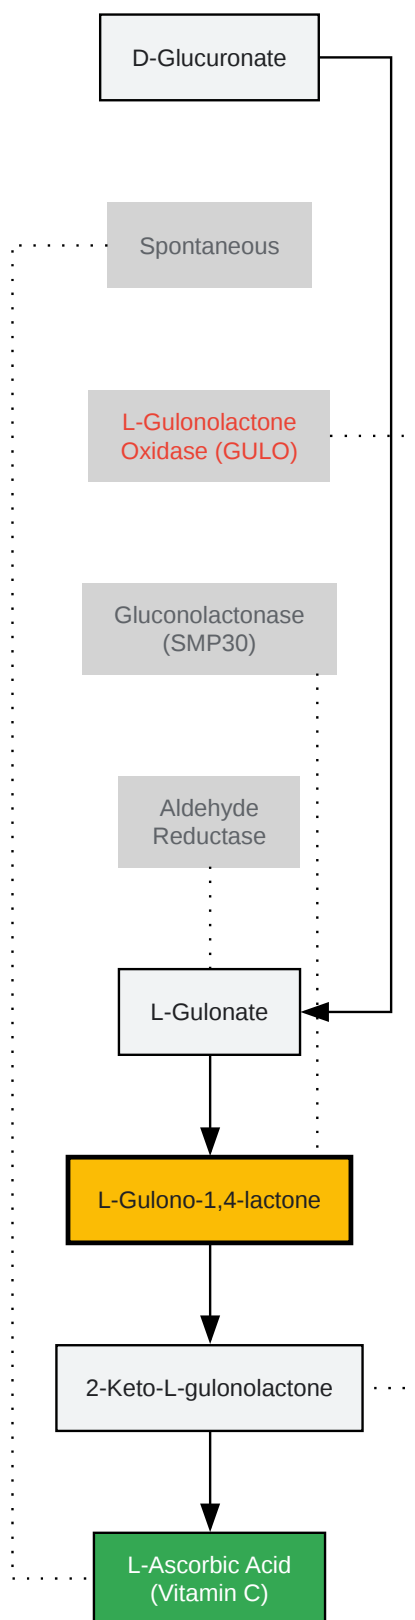 D-Glucuronate
Spontaneous
L-Gulonolactone
Oxidase (GULO)
Gluconolactonase
(SMP30)
Aldehyde
Reductase
L-Gulonate
L-Gulono-1,4-lactone
2-Keto-L-gulonolactone
L-Ascorbic Acid
(Vitamin C)